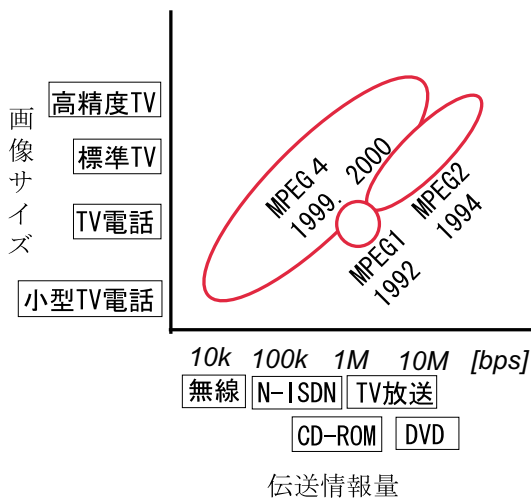 画像サイズ
高精度TV
標準TV
TV電話
小型TV電話
MPEG 4
1999. 2000
MPEG2
1994
MPEG1
1992
10k 100k 1M 10M [bps]
無線 N-ISDN TV放送
CD-ROM DVD
伝送情報量